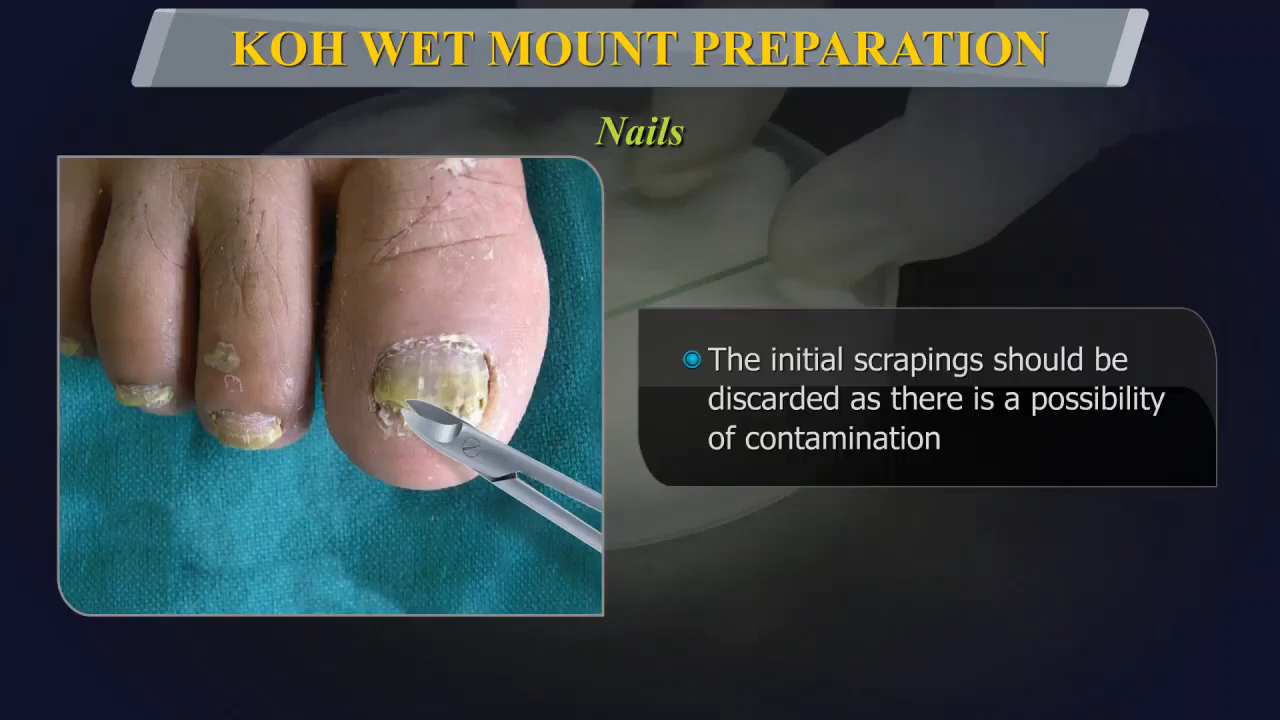 KOH WET MOUNT PREPARATION
Nails
The initial scrapings should be
discarded as there is a possibility
of contamination